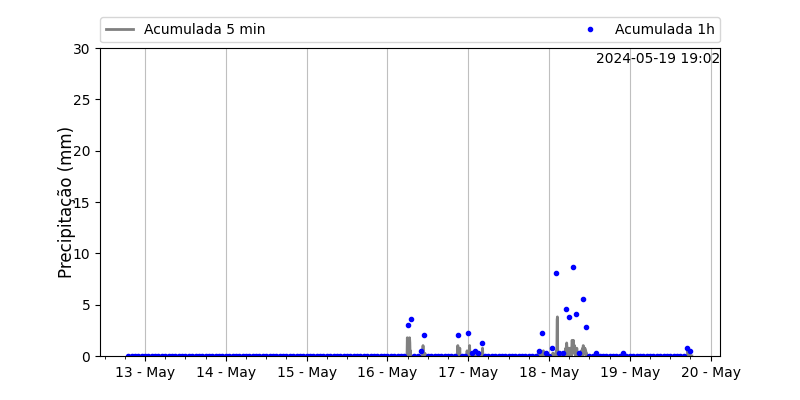 Acumulada 5 min
Acumulada 1h
2024-05-19 19:02
Precipitação (mm)
30
25
20
15
10
5
0
13 - May
14 - May
15 - May
16 - May
17 - May
18 - May
19 - May
20 - May